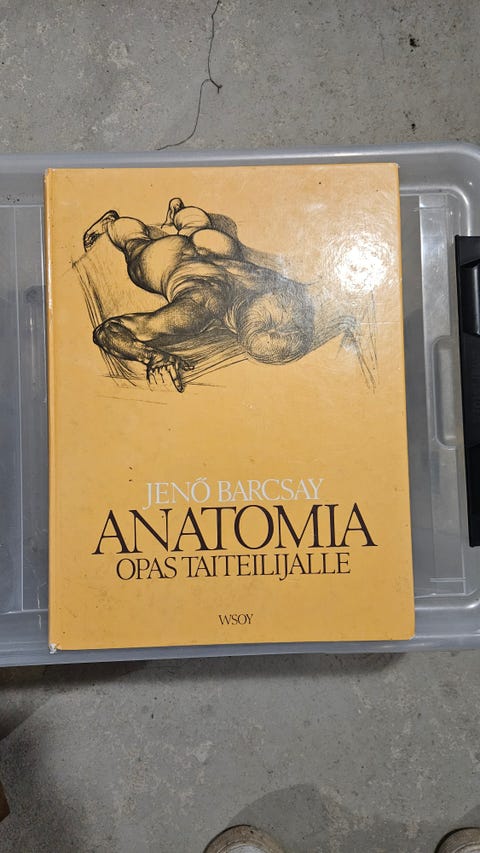 JENŐ BARCSAY
ANATOMIA
OPAS TAITEILIJALLE
WSOY